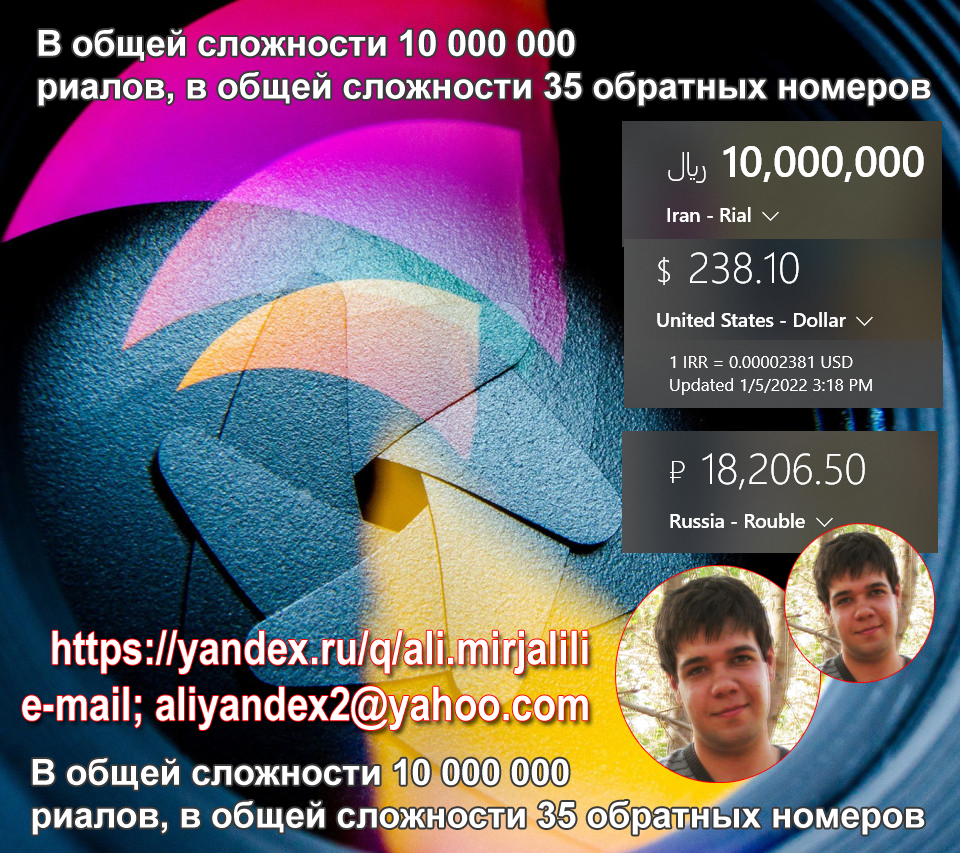 В общей сложности 10 000 000
риалов, в общей сложности 35 обратных номеров
ریال 10,000,000
Iran - Rial
$ 238.10
United States - Dollar
1 IRR = 0.00002381 USD
Updated 1/5/2022 3:18 PM
₽ 18,206.50
Russia - Rouble
https://yandex.ru/q/ali.mirjalili
e-mail; aliyandex2@yahoo.com
В общей сложности 10 000 000
риалов, в общей сложности 35 обратных номеров